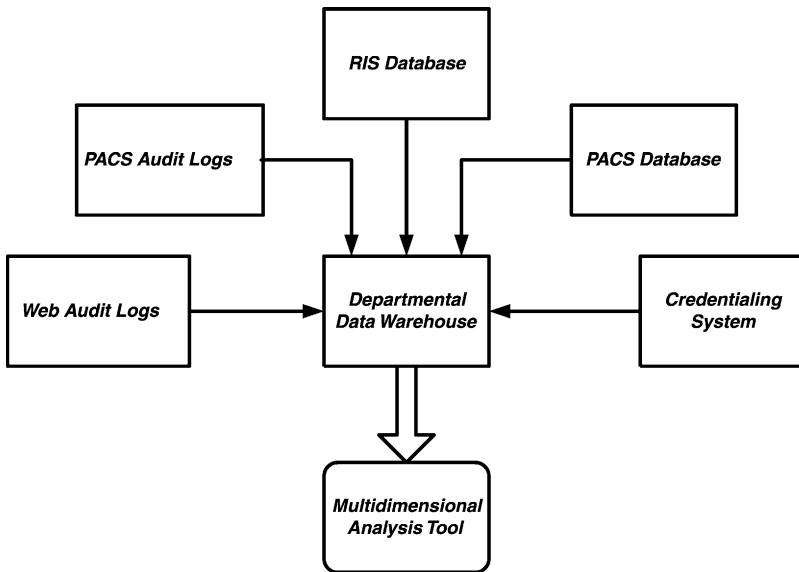 RIS Database
PACS Audit Logs
PACS Database
Web Audit Logs
Departmental
Data Warehouse
Credentialing
System
Multidimensional
Analysis Tool